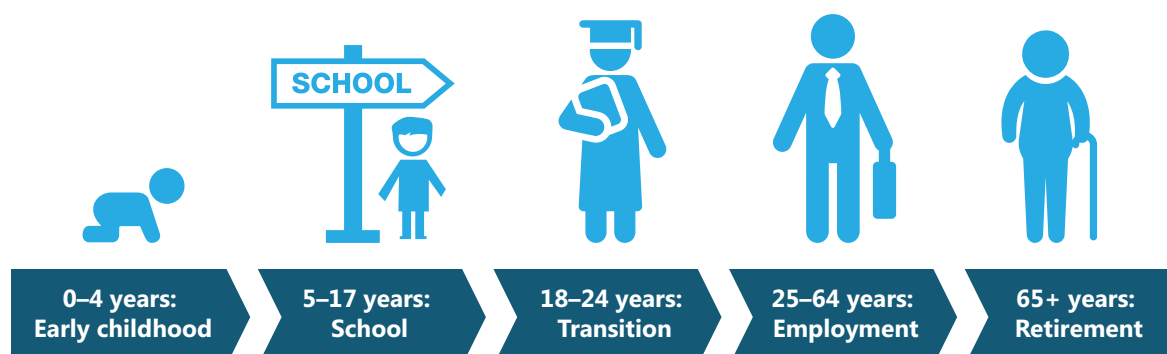 SCHOOL
0–4 years:
Early childhood
5–17 years:
School
18–24 years:
Transition
25–64 years:
Employment
65+ years:
Retirement